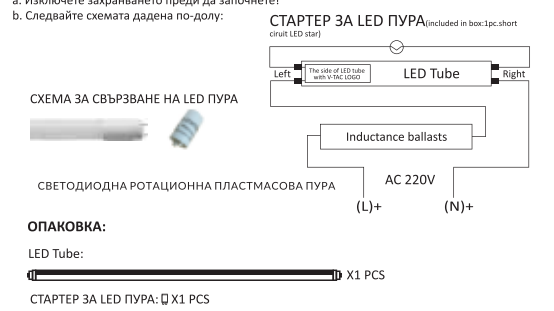 а. Изключете захранването преди да започнете!
b. Следвайте схемата дадена по-долу:
СТАРТЕР ЗА LED ПУРА(included in box:1pc.short
ciruit LED star)
Left
The side of LED tube
with V-TAC LOGO
LED Tube
Right
СХЕМА ЗА СВЪРЗВАНЕ НА LED ПУРА
Inductance ballasts
СВЕТОДИОДНА РОТАЦИОННА ПЛАСТМАСОВА ПУРА
AC 220V
(L)+
(N)+
ОПАКОВКА:
LED Tube:
X1 PCS
СТАРТЕР ЗА LED ПУРА: X1 PCS